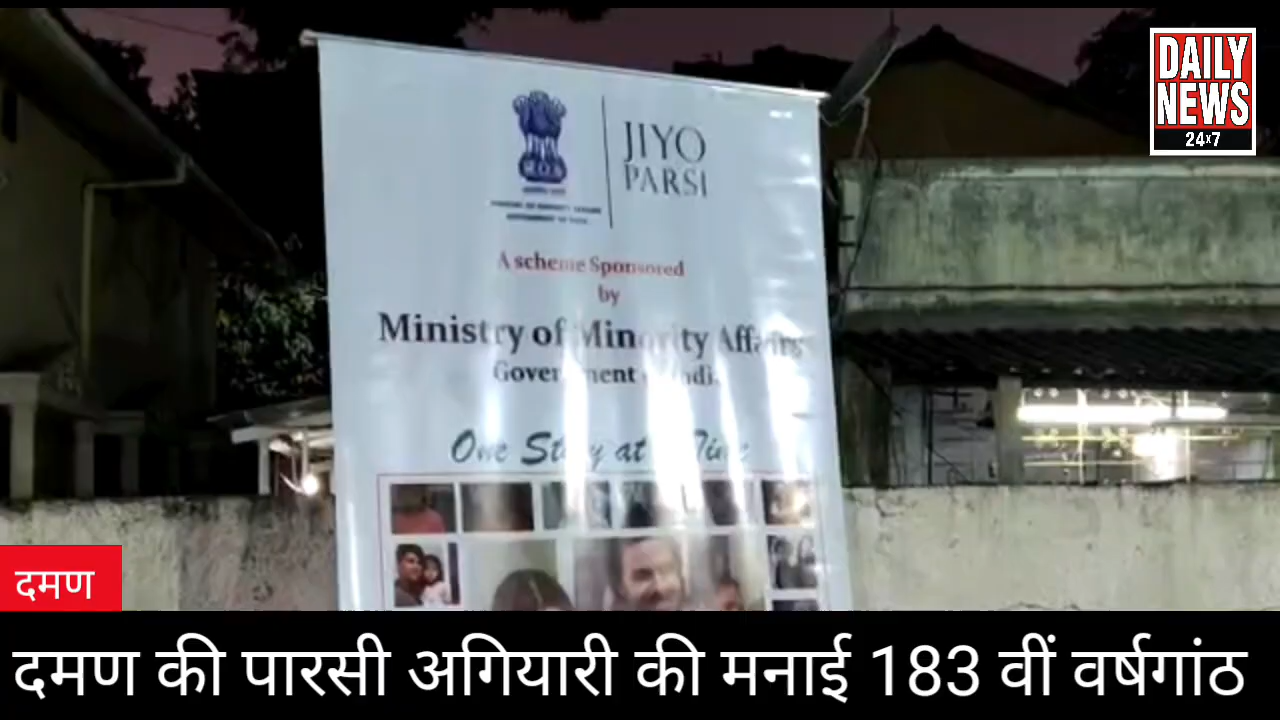 DAILY
NEWS
24x7
JIYO
PARSI
A scheme Sponsored
by
Ministry of Minority Affairs
Government of India
One Story at a Time
दमण
दमण की पारसी अगियारी की मनाई 183 वीं वर्षगांठ